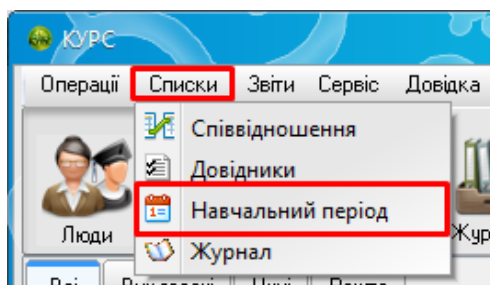 КУРС
Операції Списки Звіти Сервіс Довідка
Співвідношення
Довідники
Навчальний період
Журнал
Люди